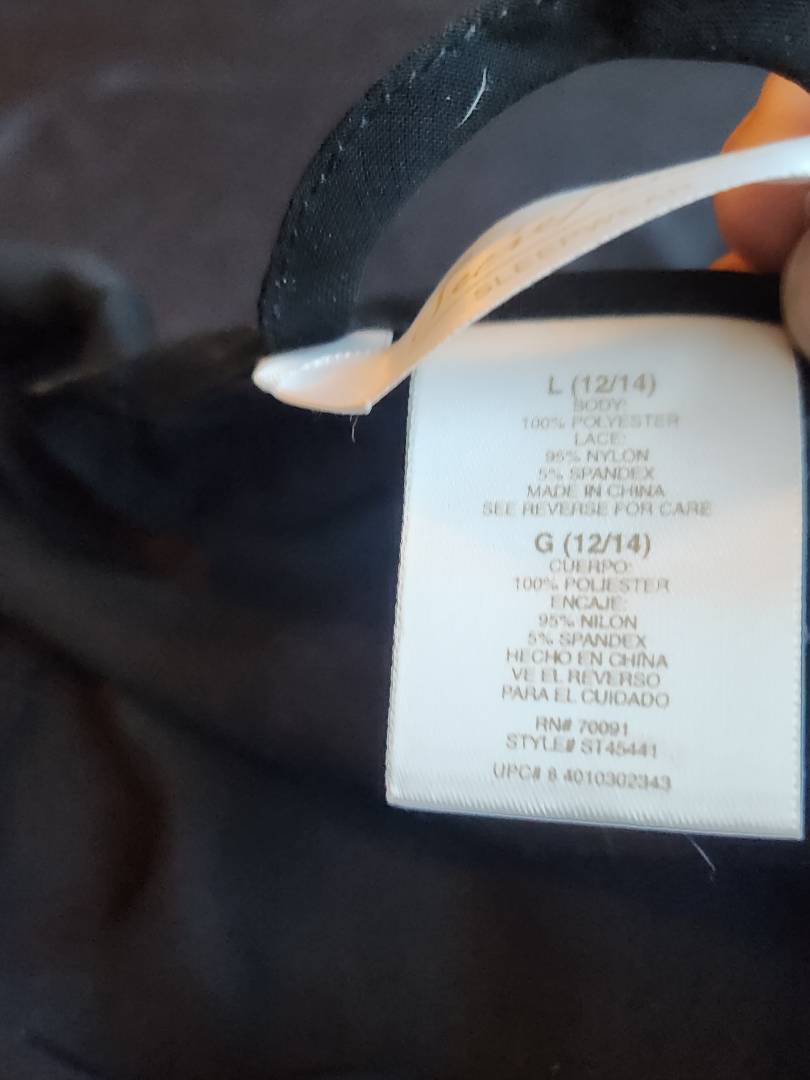 SLEEPWEAR
L (12/14)
BODY:
100% POLYESTER
LACE:
95% NYLON
5% SPANDEX
MADE IN CHINA
SEE REVERSE FOR CARE
G (12/14)
CUERPO:
100% POLIESTER
ENCAJE:
95% NILON
5% SPANDEX
HECHO EN CHINA
VE EL REVERSO
PARA EL CUIDADO
RN# 70091
STYLE# ST45441
UPC# 8 4010302343